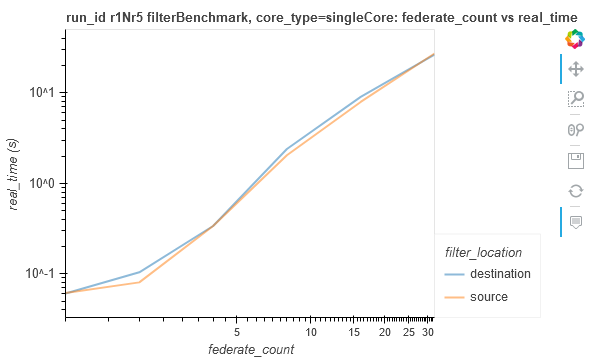 run_id r1Nr5 filterBenchmark, core_type=singleCore: federate_count vs real_time
real_time (s)
10^1
10^0
10^-1
5
10
15
20
25
30
federate_count
filter_location
destination
source